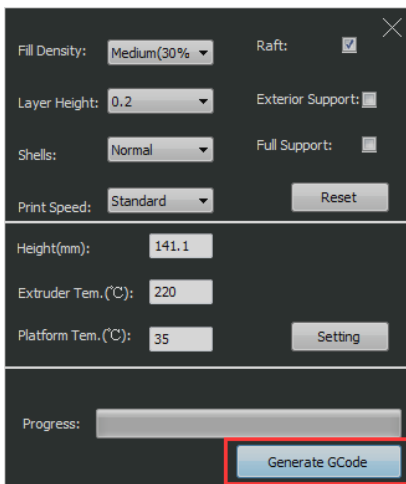 Fill Density: Medium(30% Raft:
Layer Height: 0.2 Exterior Support:
Shells: Normal Full Support:
Print Speed: Standard Reset
Height(mm): 141.1
Extruder Tem.(℃): 220
Platform Tem.(℃): 35 Setting
Progress:
Generate GCode